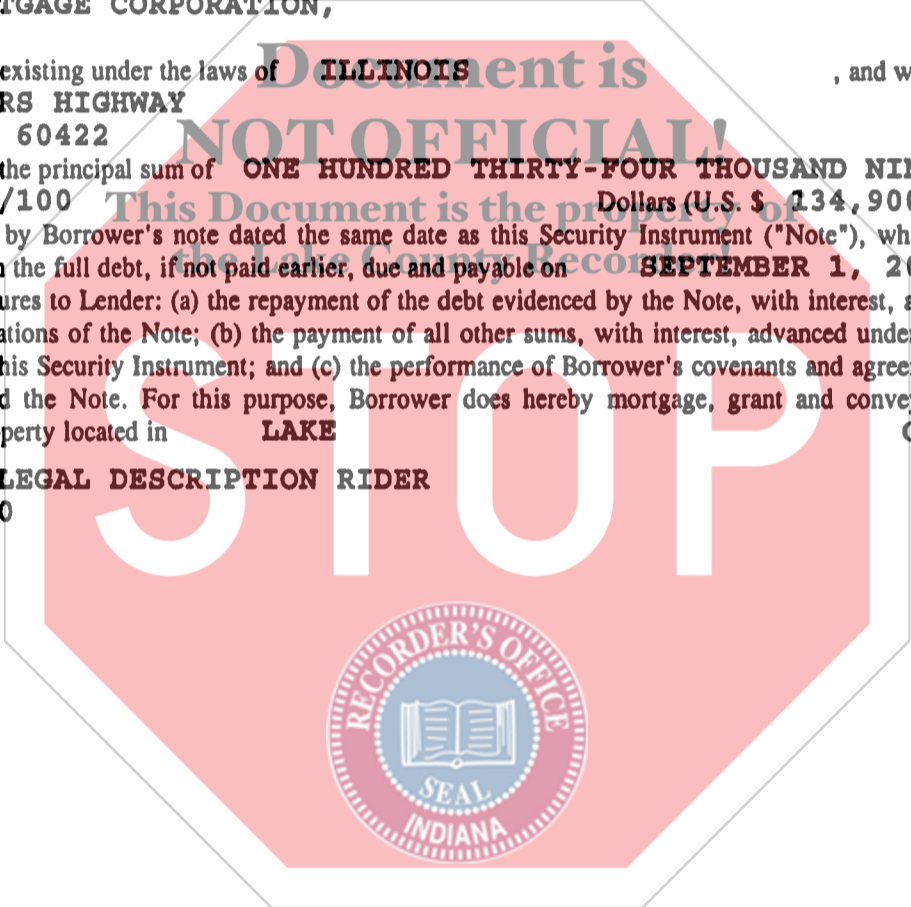 TGAGE CORPORATION,
existing under the laws of ILLINOIS , and w
RS HIGHWAY
60422
the principal sum of ONE HUNDRED THIRTY-FOUR THOUSAND NIN
/100 Dollars (U.S. $ 134,900
by Borrower's note dated the same date as this Security Instrument ("Note"), wh
the full debt, if not paid earlier, due and payable on SEPTEMBER 1, 20
ures to Lender: (a) the repayment of the debt evidenced by the Note, with interest, a
ations of the Note; (b) the payment of all other sums, with interest, advanced unde
his Security Instrument; and (c) the performance of Borrower's covenants and agree
d the Note. For this purpose, Borrower does hereby mortgage, grant and conve
perty located in LAKE C
LEGAL DESCRIPTION RIDER
0
Document is
NOT OFFICIAL!
This Document is the property of
the Lake County Recorder!
STOP
RECORDER'S OFFICE
SEAL
INDIANA